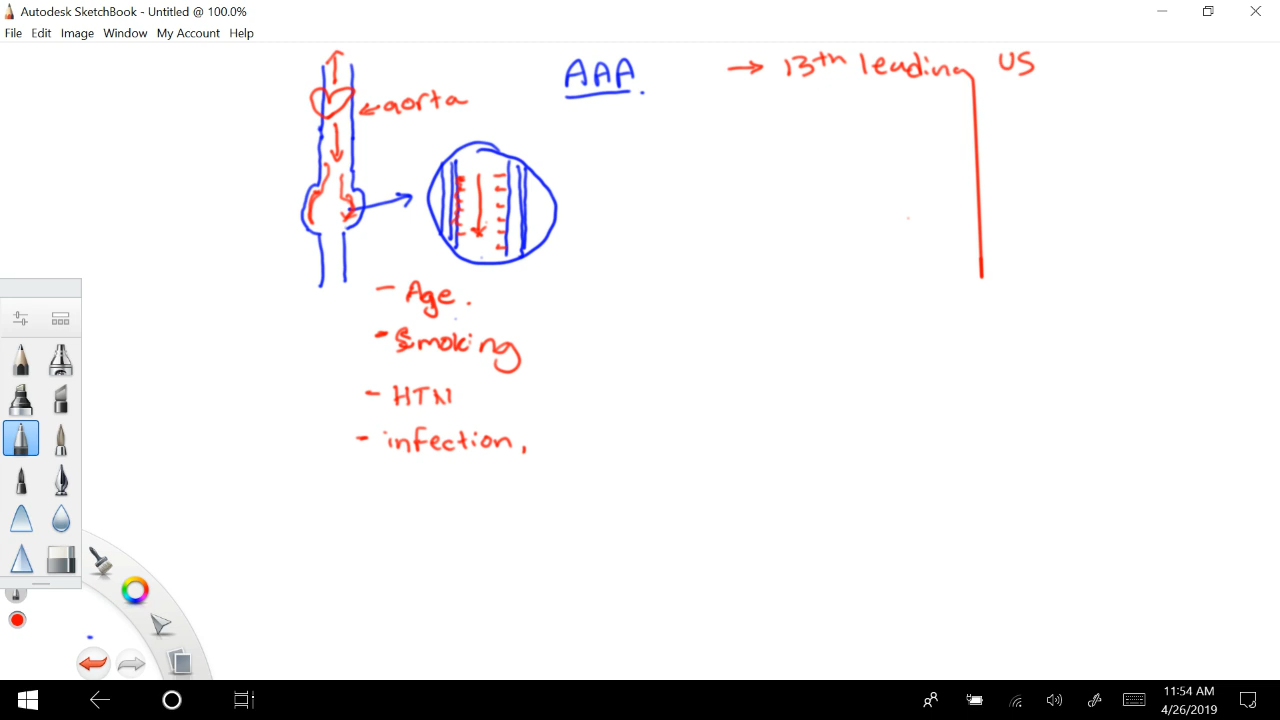 Autodesk SketchBook - Untitled @ 100.0%
File Edit Image Window My Account Help
AAA.
→ 13th leading US
←aorta
- Age.
- Smoking
- HTN
- infection,
11:54 AM
4/26/2019